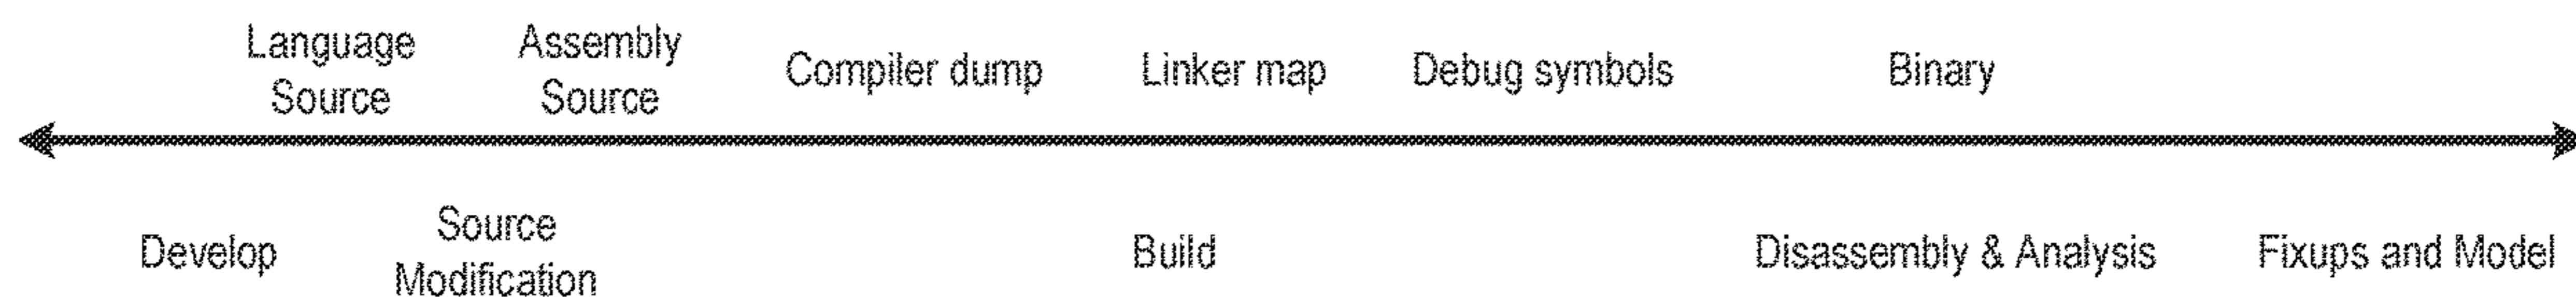 Language
Source
Assembly
Source
Compiler dump
Linker map
Debug symbols
Binary
Develop
Source
Modification
Build
Disassembly & Analysis
Fixups and Model